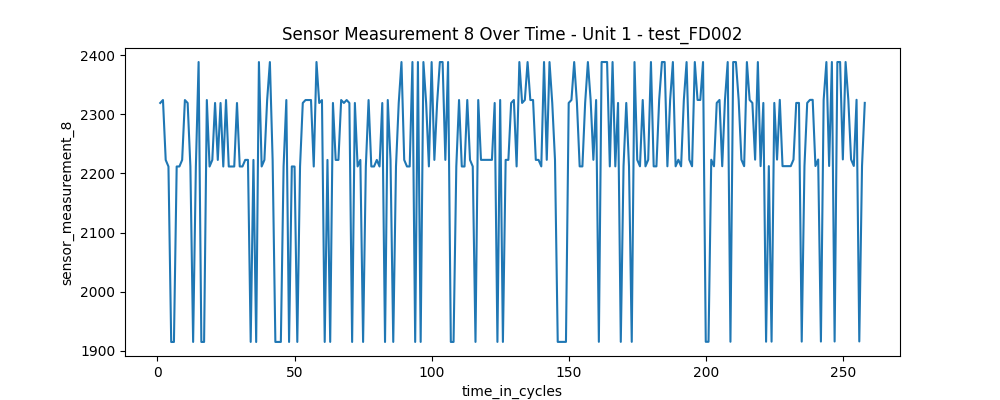 Sensor Measurement 8 Over Time - Unit 1 - test_FD002
2400
2300
2200
2100
2000
1900
sensor_measurement_8
0 50 100 150 200 250
time_in_cycles